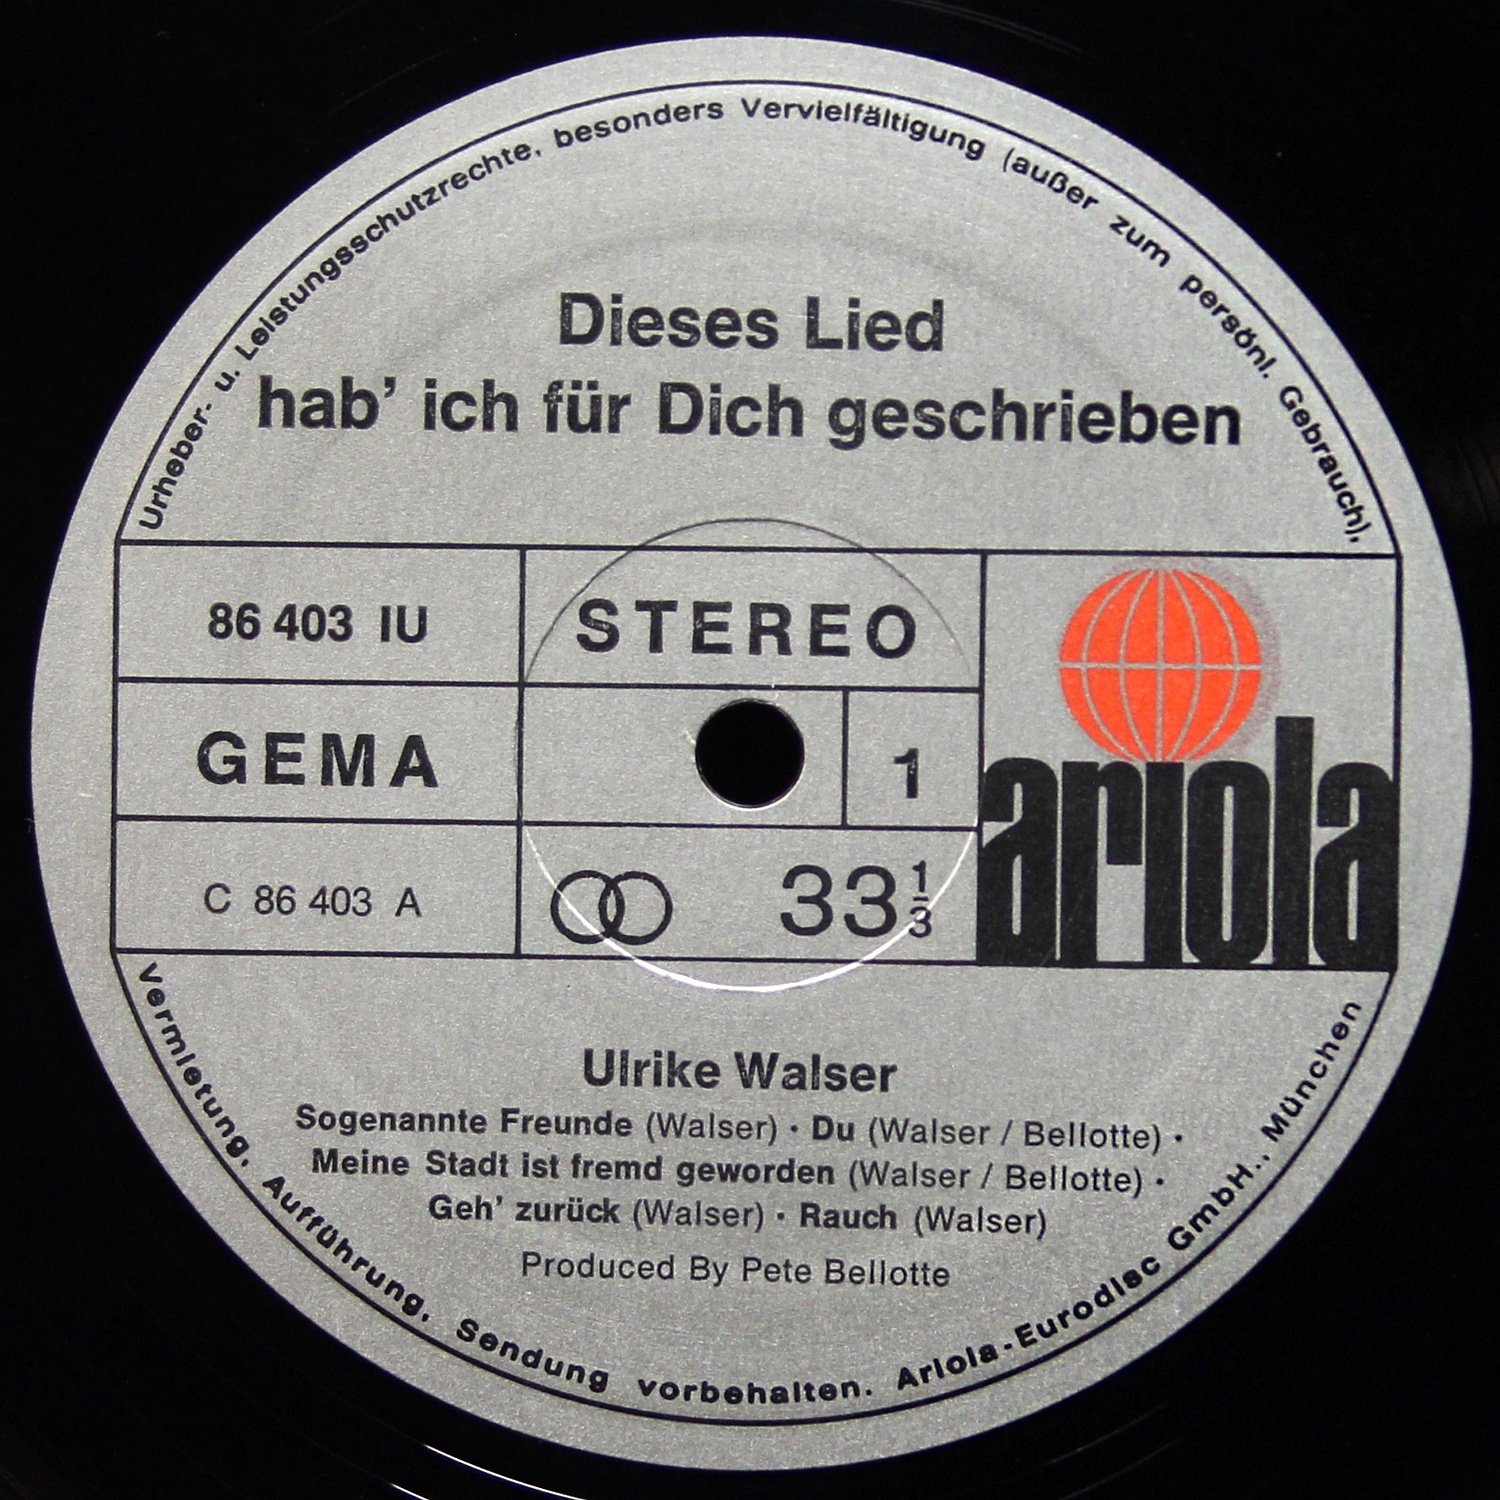 Urheber- u. Leistungsschutzrechte, besonders Vervielfältigung (außer zum persönl. Gebrauch),
Dieses Lied
hab’ ich für Dich geschrieben
86 403 IU
STEREO
GEMA
1
ariola
C 86 403 A
33 1/3
Ulrike Walser
Sogenannte Freunde (Walser) · Du (Walser / Bellotte) ·
Meine Stadt ist fremd geworden (Walser / Bellotte) ·
Geh’ zurück (Walser) · Rauch (Walser)
Produced By Pete Bellotte
Vermietung, Aufführung, Sendung vorbehalten. Ariola-Eurodisc GmbH., München